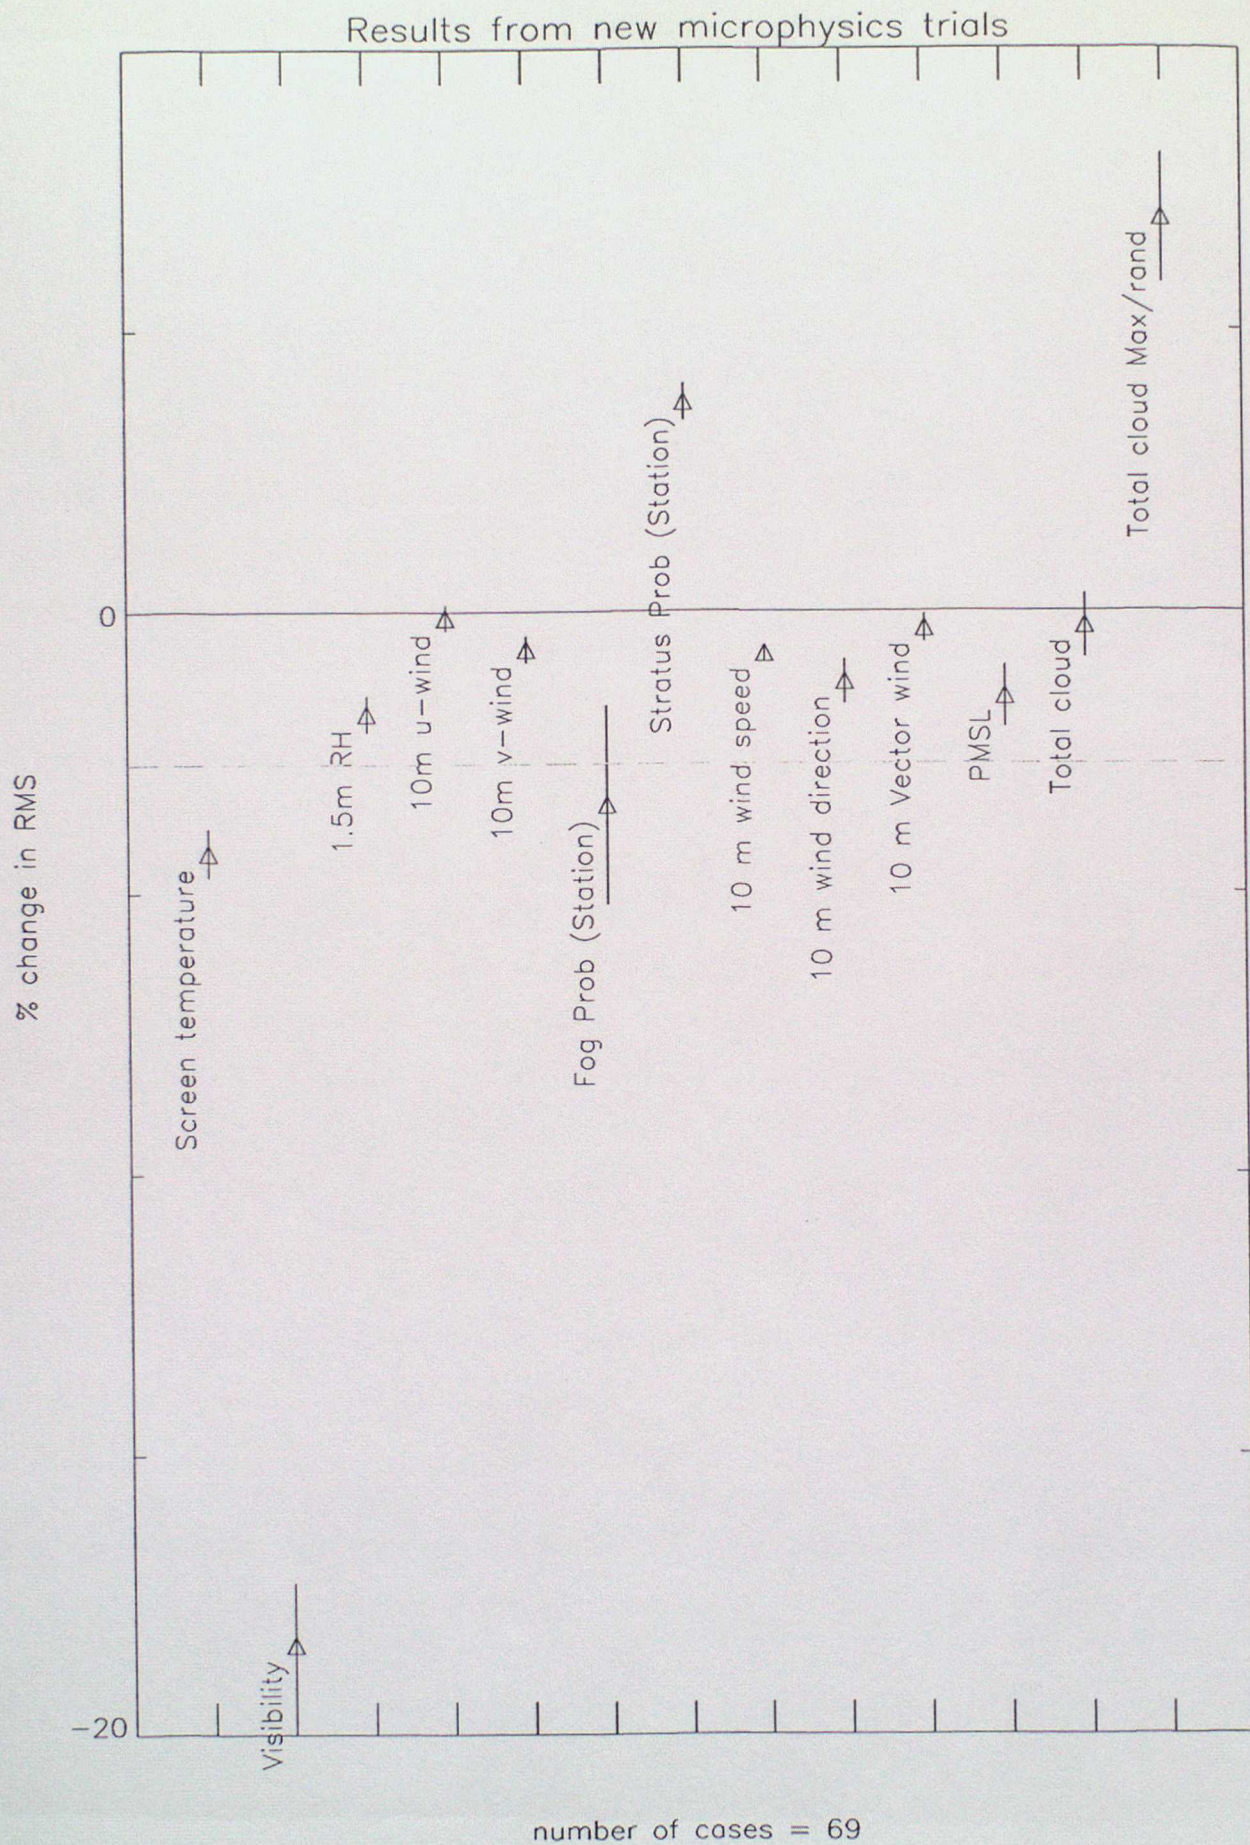 Results from new microphysics trials
% change in RMS
0
-20
Screen temperature
Visibility
1.5m RH
10m u-wind
10m v-wind
Fog Prob (Station)
Stratus Prob (Station)
10 m wind speed
10 m wind direction
10 m Vector wind
PMSL
Total cloud
Total cloud Max/rand
number of cases = 69